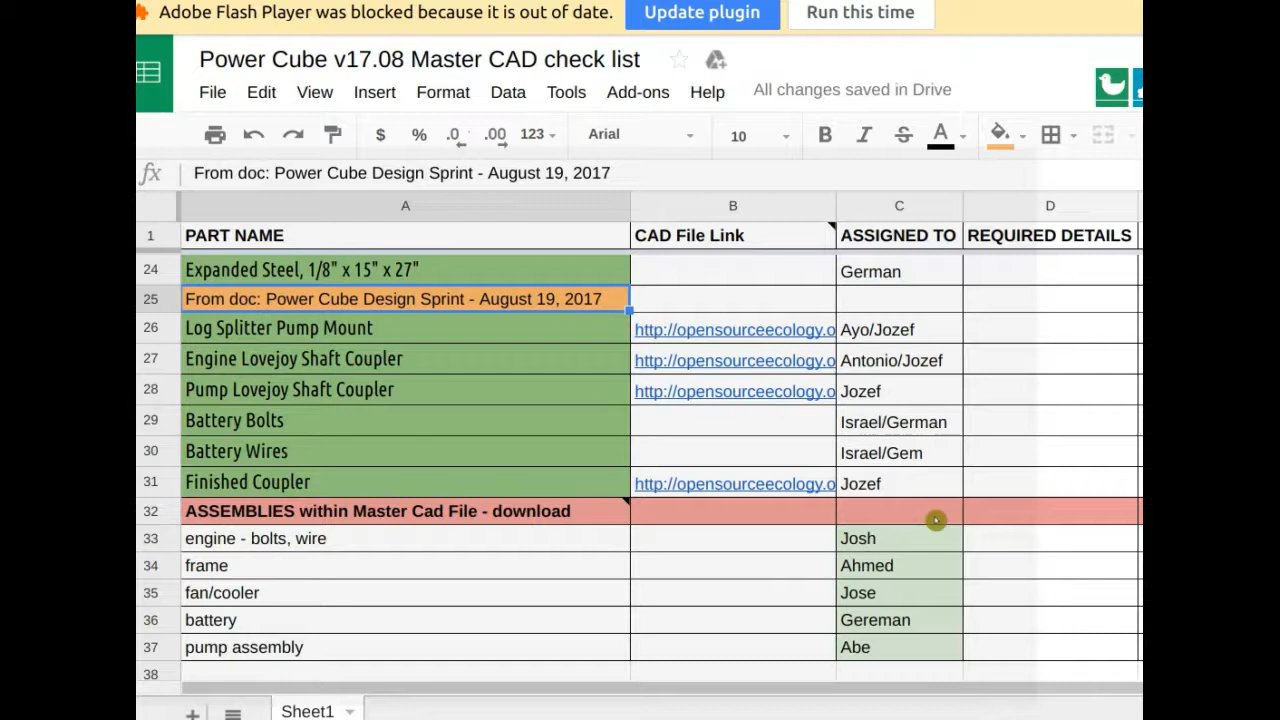 Adobe Flash Player was blocked because it is out of date. Update plugin Run this time
Power Cube v17.08 Master CAD check list
File Edit View Insert Format Data Tools Add-ons Help All changes saved in Drive
$ % .0 .00 123 Arial 10 B I S A
fx From doc: Power Cube Design Sprint - August 19, 2017
A B C D
1 PART NAME CAD File Link ASSIGNED TO REQUIRED DETAILS
24 Expanded Steel, 1/8" x 15" x 27" German
25 From doc: Power Cube Design Sprint - August 19, 2017
26 Log Splitter Pump Mount http://opensourceecology.o Ayo/Jozef
27 Engine Lovejoy Shaft Coupler http://opensourceecology.o Antonio/Jozef
28 Pump Lovejoy Shaft Coupler http://opensourceecology.o Jozef
29 Battery Bolts Israel/German
30 Battery Wires Israel/Gem
31 Finished Coupler http://opensourceecology.o Jozef
32 ASSEMBLIES within Master Cad File - download
33 engine - bolts, wire Josh
34 frame Ahmed
35 fan/cooler Jose
36 battery Gereman
37 pump assembly Abe
38
Sheet1